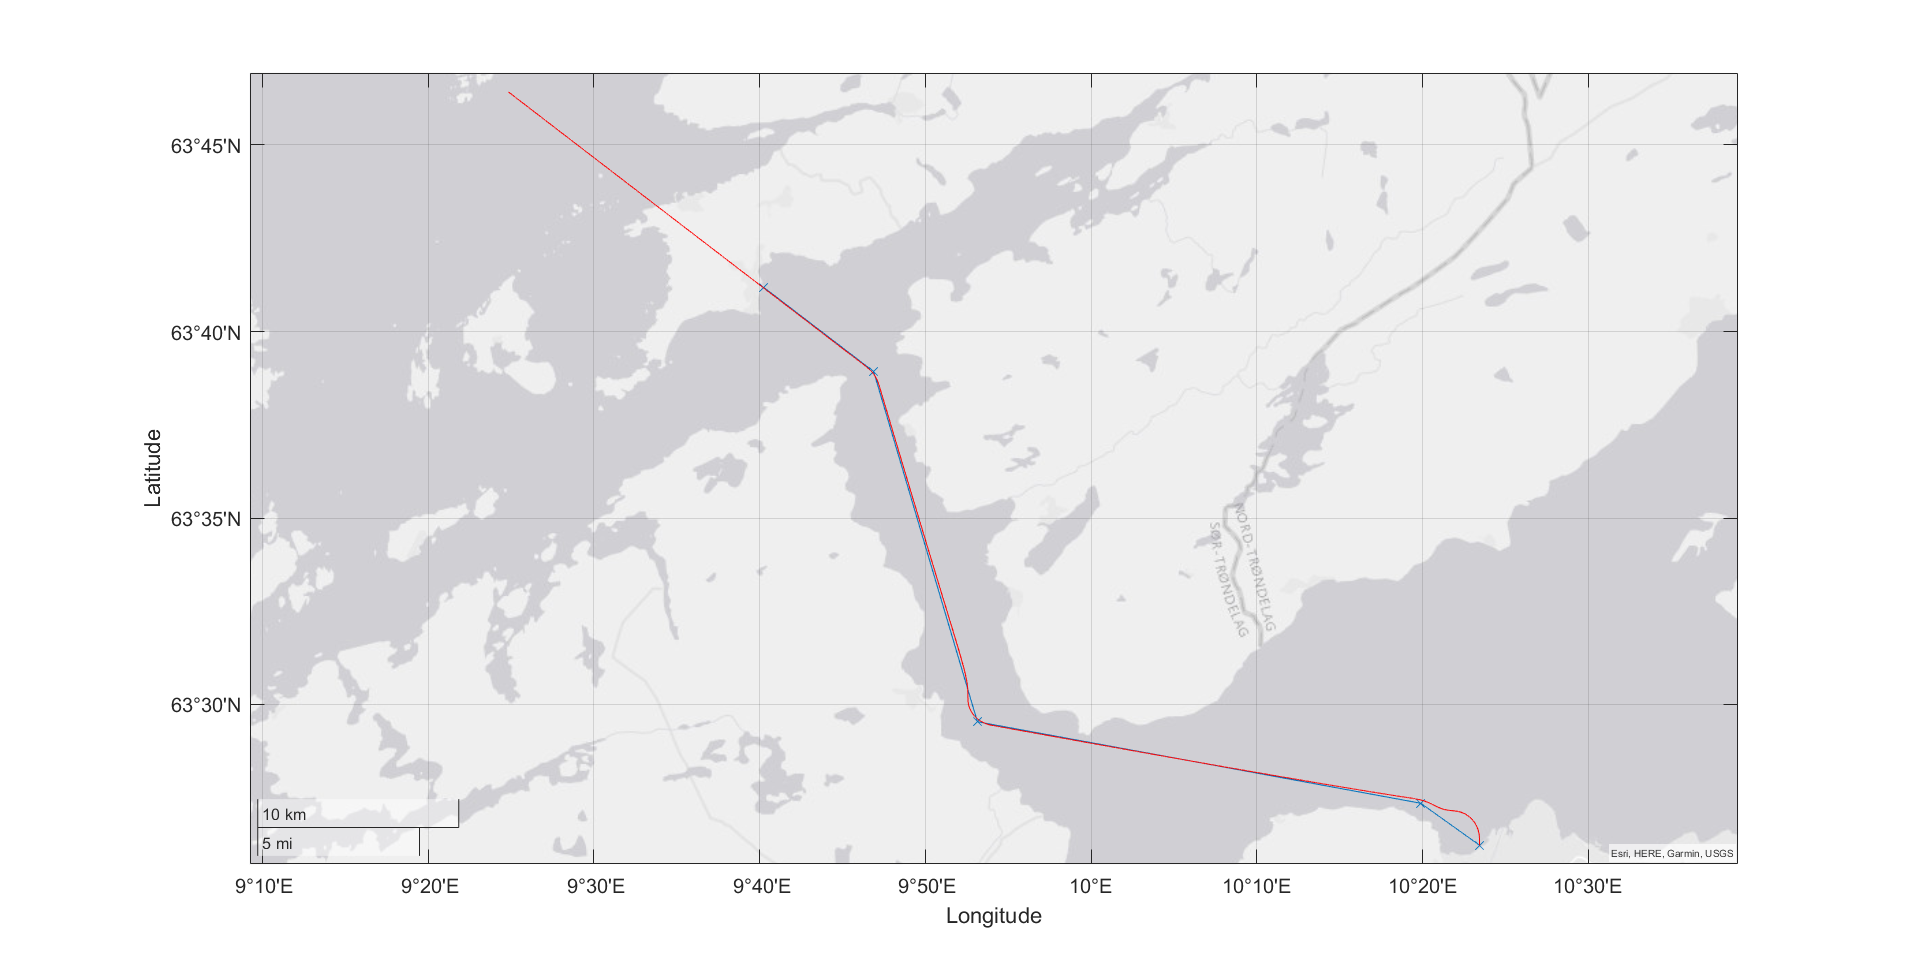 63°45'N
63°40'N
63°35'N
63°30'N
Latitude
NORD-TRØNDELAG
SØR-TRØNDELAG
10 km
5 mi
Esri, HERE, Garmin, USGS
9°10'E
9°20'E
9°30'E
9°40'E
9°50'E
10°E
10°10'E
10°20'E
10°30'E
Longitude